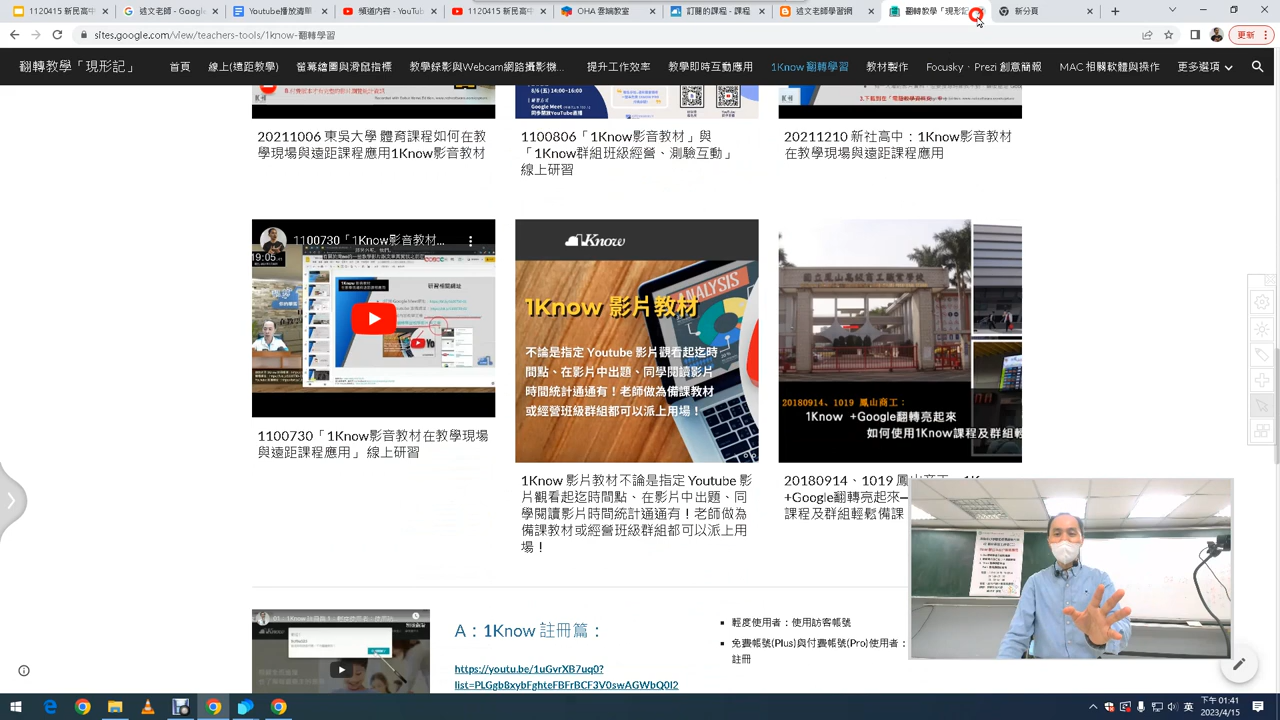 1120415 新民高中
這文老師 - Google
Youtube播放清單
頻道內容 - YouTube
1120415 新民高中
OHA 雲端教室
訂閱的課程 - 課程
這文老師學習網
翻轉教學「現形記」
新分頁
sites.google.com/view/teachers-tools/1know-翻轉學習
更新
翻轉教學「現形記」
首頁
線上(遠距教學)
螢幕繪圖與滑鼠指標
教學錄影與Webcam網路攝影機...
提升工作效率
教學即時互動應用
1Know 翻轉學習
教材製作
Focusky、Prezi 創意簡報
更多選項
8月6日(五) 14:00~16:00
Google Meet
20211006 東吳大學 體育課程如何在教
學現場與遠距課程應用1Know影音教材
1100806「1Know影音教材」與
「1Know群組班級經營、測驗互動」
線上研習
20211210 新社高中：1Know影音教材
在教學現場與遠距課程應用
1100730「1Know影音教材...
19:05
1Know
1Know 影片教材
ANALYSIS
不論是指定 Youtube 影片觀看起迄時
間點、在影片中出題、同學閱讀影片
時間統計通通有！老師做為備課教材
或經營班級群組都可以派上用場！
20180914、1019 鳳山商工：
1Know +Google翻轉亮起來
如何使用1Know課程及群組輕
1100730「1Know影音教材在教學現場
與遠距課程應用」 線上研習
1Know 影片教材不論是指定 Youtube 影
片觀看起迄時間點、在影片中出題、同
學閱讀影片時間統計通通有！老師做為
備課教材或經營班級群組都可以派上用
場！
20180914、1019 鳳山商工
+Google翻轉亮起來
課程及群組輕鬆備課
A：1Know 註冊篇：
https://youtu.be/1uGvrXB7uq0?
list=PLGgb8xybFghteFBFrBCF3V0swAGWbQ0I2
輕度使用者：使用訪客帳號
免費帳號(Plus)與付費帳號(Pro)使用者：
註冊
英
下午 01:41
2023/4/15